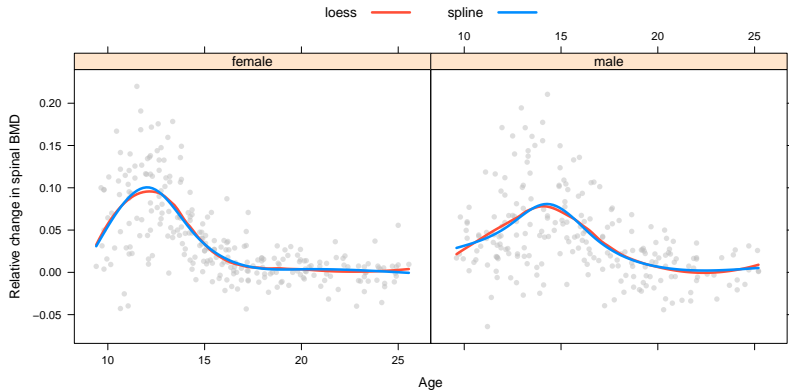 loess spline
10 15 20 25
female male
Relative change in spinal BMD
0.20
0.15
0.10
0.05
0.00
−0.05
10 15 20 25
Age